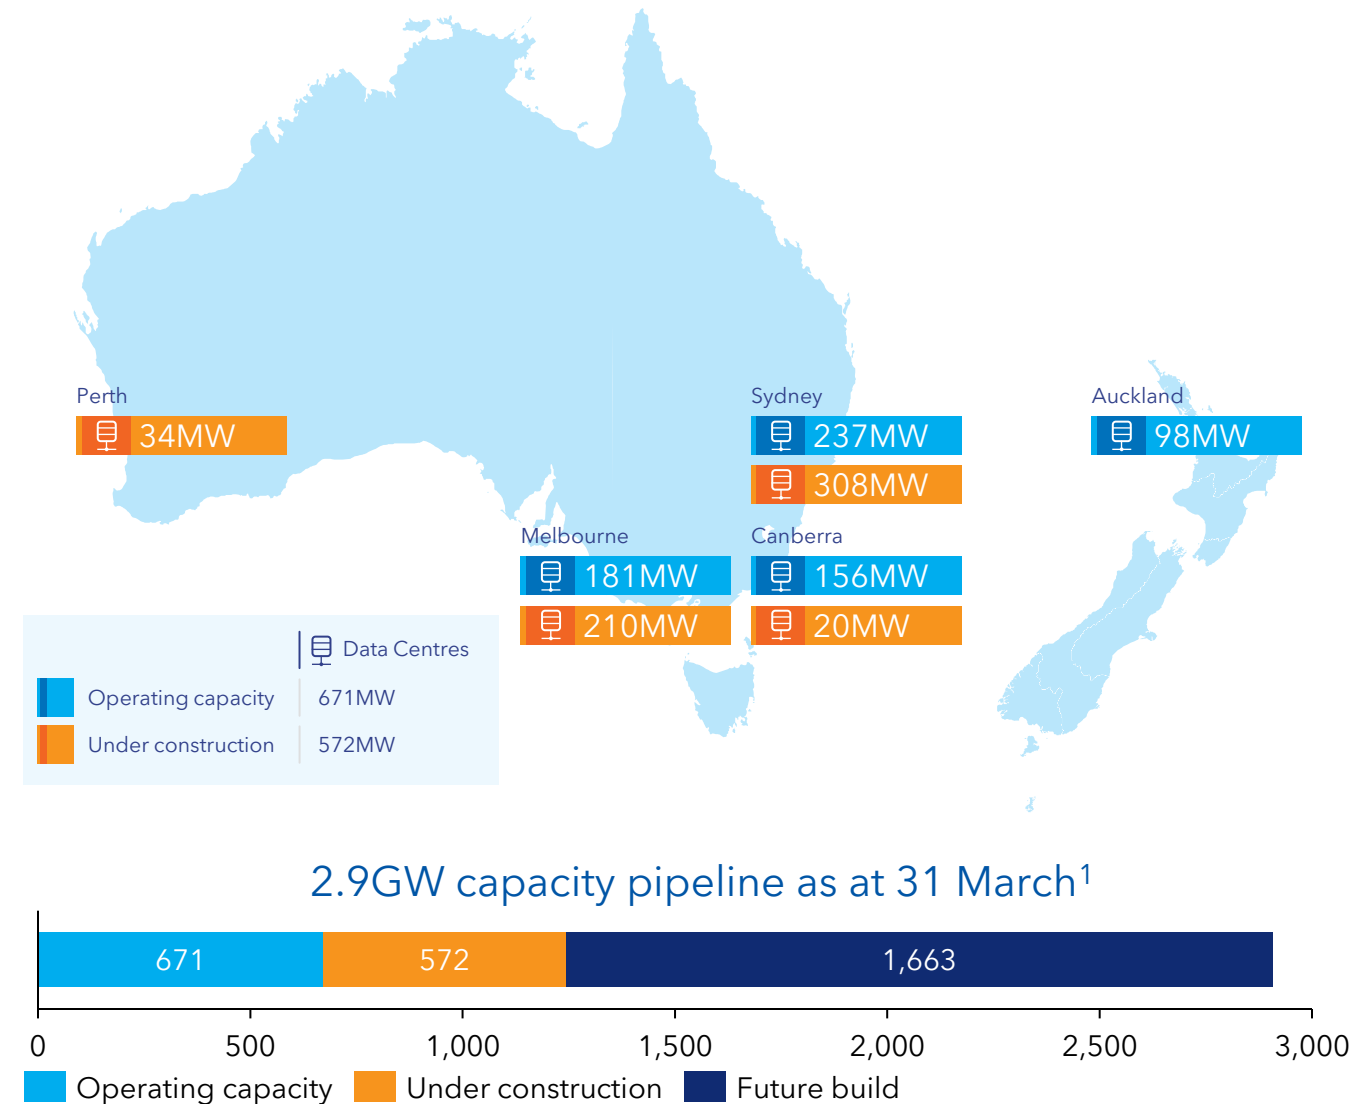 Perth
34MW
Sydney
237MW
308MW
Auckland
98MW
Melbourne
181MW
210MW
Canberra
156MW
20MW
Data Centres
Operating capacity 671MW
Under construction 572MW
2.9GW capacity pipeline as at 31 March¹
671 572 1,663
0 500 1,000 1,500 2,000 2,500 3,000
Operating capacity Under construction Future build